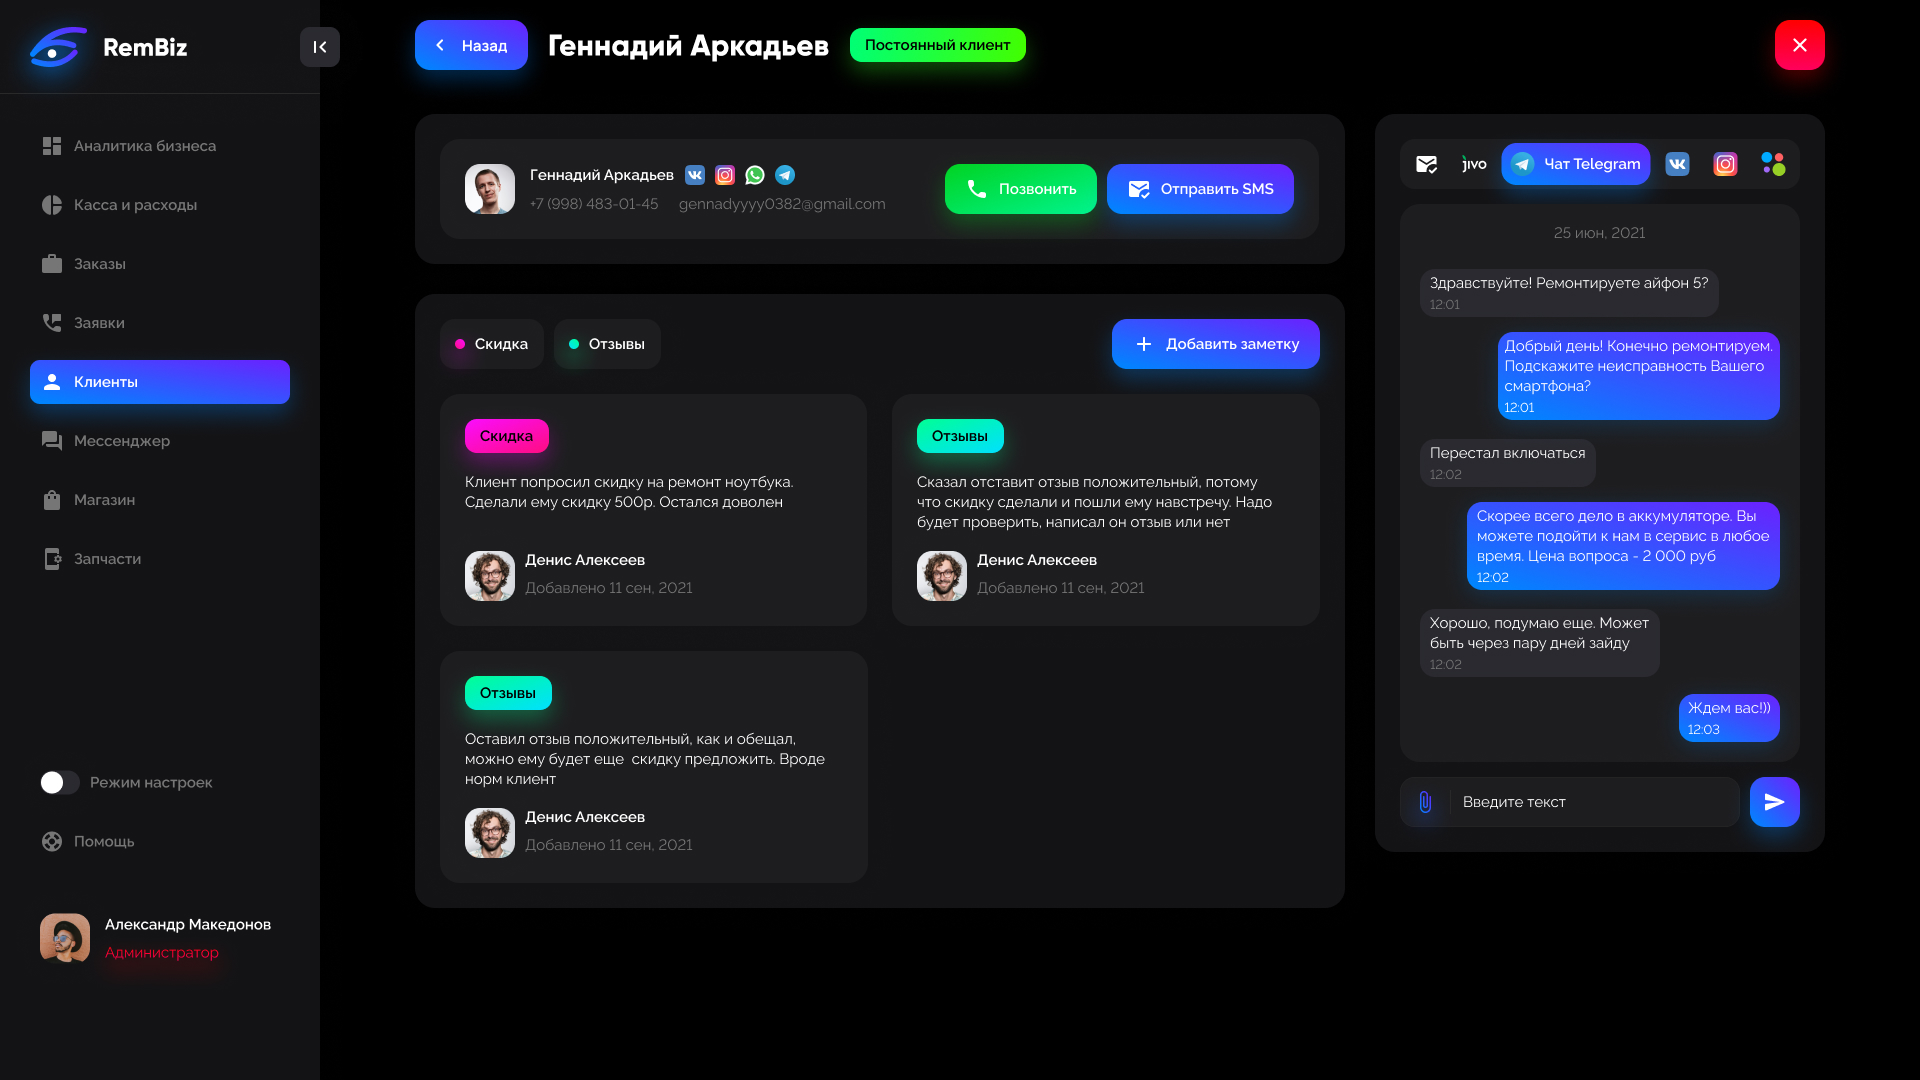 RemBiz
Аналитика бизнеса
Касса и расходы
Заказы
Заявки
Клиенты
Мессенджер
Магазин
Запчасти
Режим настроек
Помощь
Александр Македонов
Администратор
Назад
Геннадий Аркадьев
Постоянный клиент
Геннадий Аркадьев
+7 (998) 483-01-45 gennadyyyy0382@gmail.com
Позвонить
Отправить SMS
Скидка
Отзывы
Добавить заметку
Скидка
Клиент попросил скидку на ремонт ноутбука.
Сделали ему скидку 500р. Остался доволен
Денис Алексеев
Добавлено 11 сен, 2021
Отзывы
Сказал отставит отзыв положительный, потому
что скидку сделали и пошли ему навстречу. Надо
будет проверить, написал он отзыв или нет
Денис Алексеев
Добавлено 11 сен, 2021
Отзывы
Оставил отзыв положительный, как и обещал,
можно ему будет еще  скидку предложить. Вроде
норм клиент
Денис Алексеев
Добавлено 11 сен, 2021
jivo
Чат Telegram
25 июн, 2021
Здравствуйте! Ремонтируете айфон 5?
12:01
Добрый день! Конечно ремонтируем.
Подскажите неисправность Вашего
смартфона?
12:01
Перестал включаться
12:02
Скорее всего дело в аккумуляторе. Вы
можете подойти к нам в сервис в любое
время. Цена вопроса - 2 000 руб
12:02
Хорошо, подумаю еще. Может
быть через пару дней зайду
12:02
Ждем вас!))
12:03
Введите текст